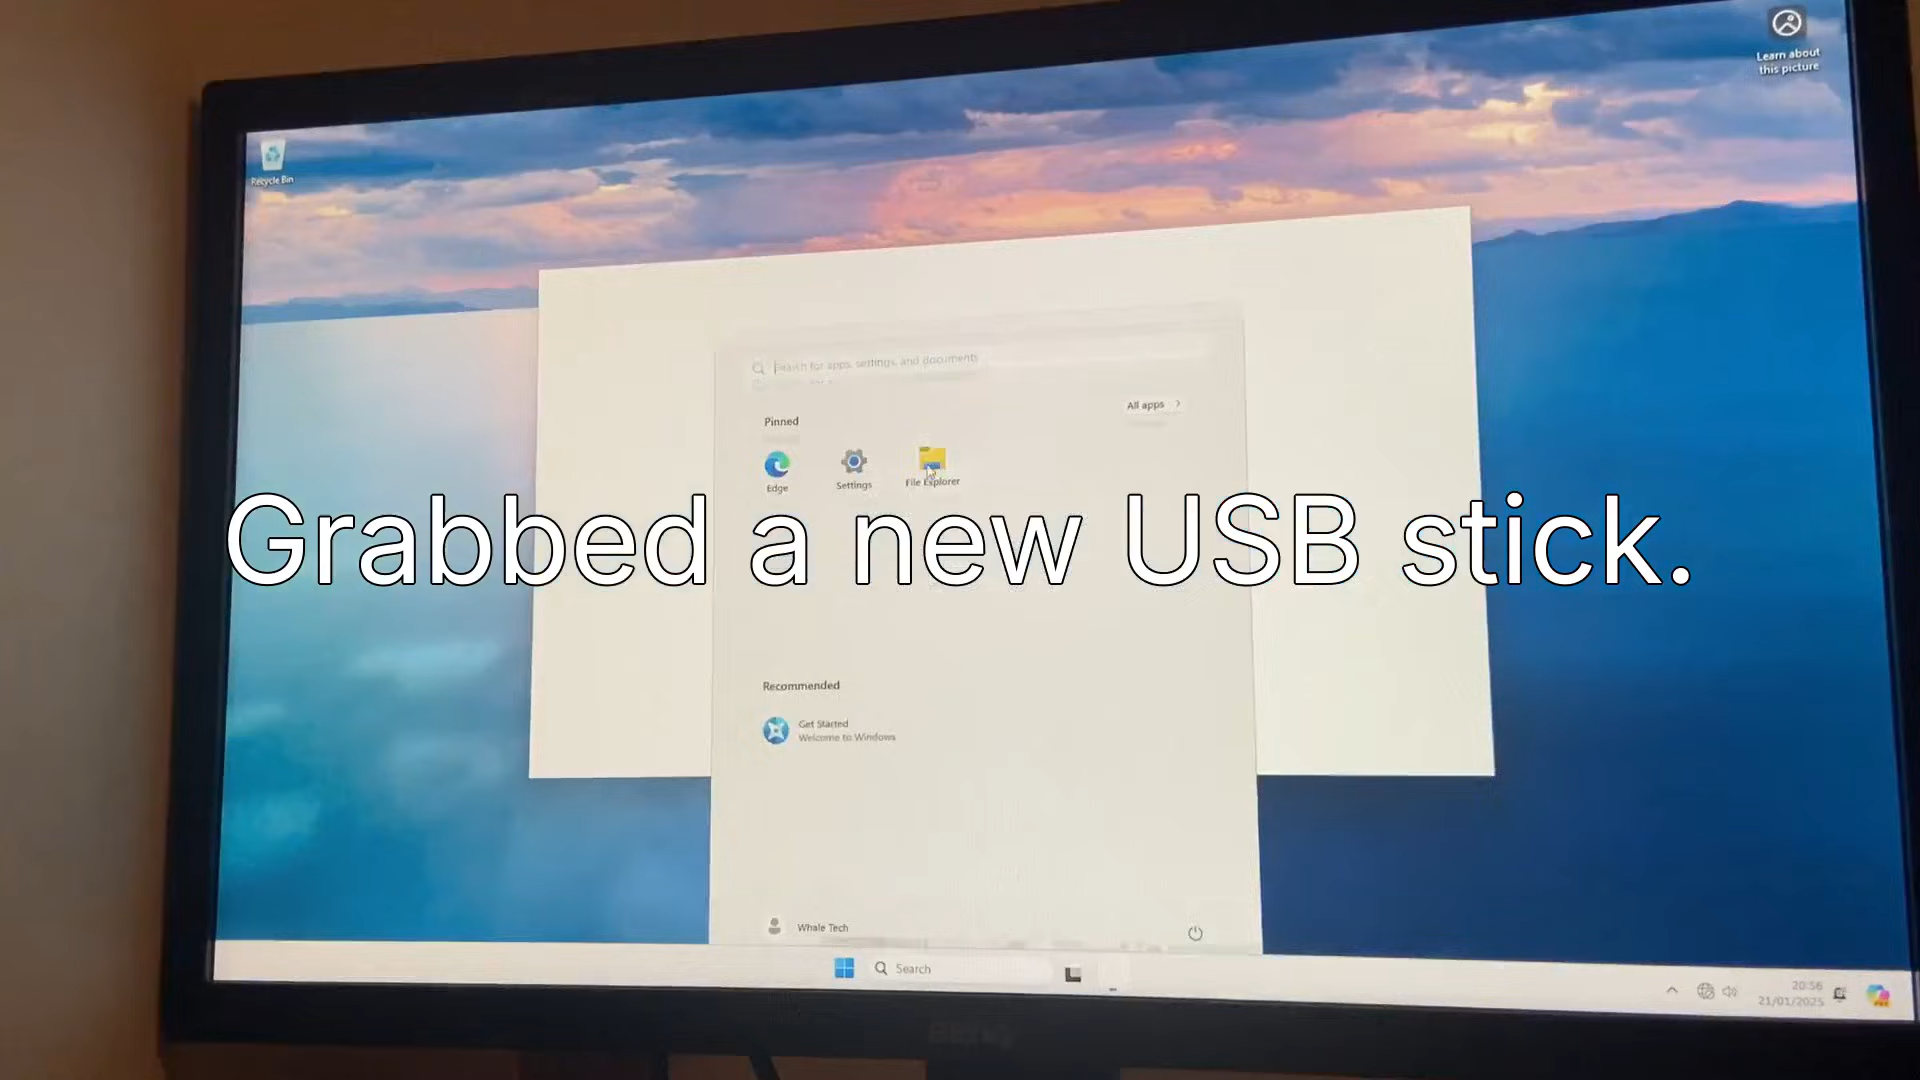 Learn about
this picture
Recycle Bin
Search for apps, settings, and documents
Pinned
All apps
Edge
Settings
File Explorer
Grabbed a new USB stick.
Recommended
Get Started
Welcome to Windows
Whale Tech
Search
20:56
21/01/2025